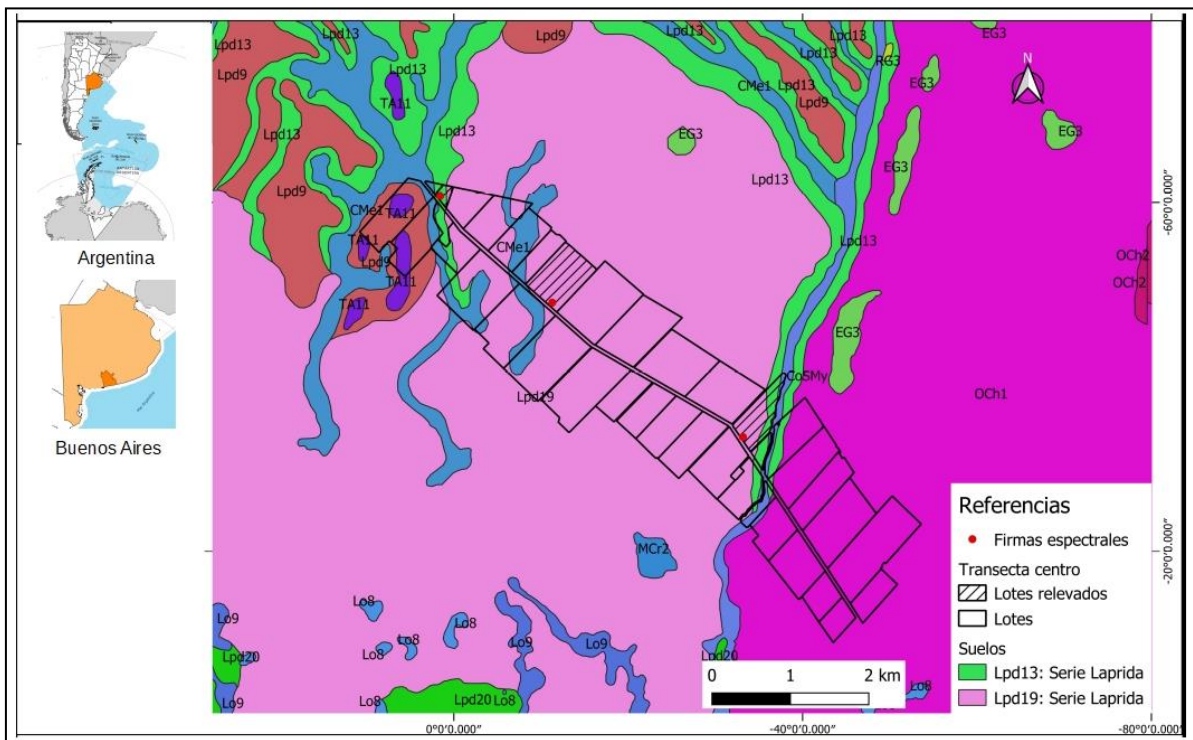 Argentina
Buenos Aires
Lpd13
Lpd9
Lpd13
Lpd9
Lpd13
TA11
Lpd13
Lpd9
Lpd13
Lpd9
CMe1
TA11
TA11
Lpd9
TA11
TA11
CMe1
Lpd19
EG3
Lpd13
Lpd13
CMe1
Lpd13
Lpd9
Lpd13
RG3
EG3
EG3
EG3
EG3
Lpd13
EG3
CoSMy
OCh2
OCh2
OCh1
MCr2
Lo9
Lpd20
Lo9
Lo8
Lo8
Lo8
Lo8
Lo8
Lpd20
Lo8
Lo9
Lo9
Lpd20
Lo8
N
0 1 2 km
Referencias
Firmas espectrales
Transecta centro
Lotes relevados
Lotes
Suelos
Lpd13: Serie Laprida
Lpd19: Serie Laprida
0°0'0.000"
-40°0'0.000"
-80°0'0.000"
-60°0'0.000"
-20°0'0.000"